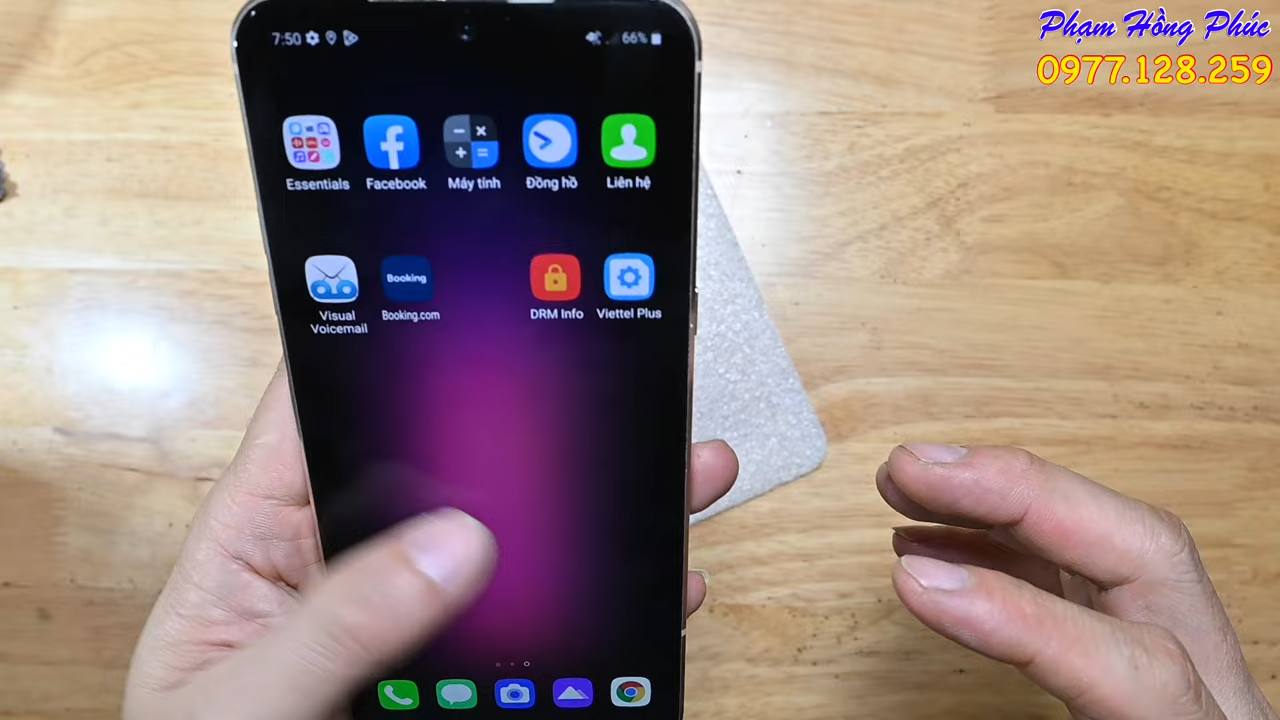 Phạm Hồng Phúc
0977.128.259
7:50
66%
Essentials
Facebook
Máy tính
Đồng hồ
Liên hệ
Booking
Visual
Voicemail
Booking.com
DRM Info
Viettel Plus